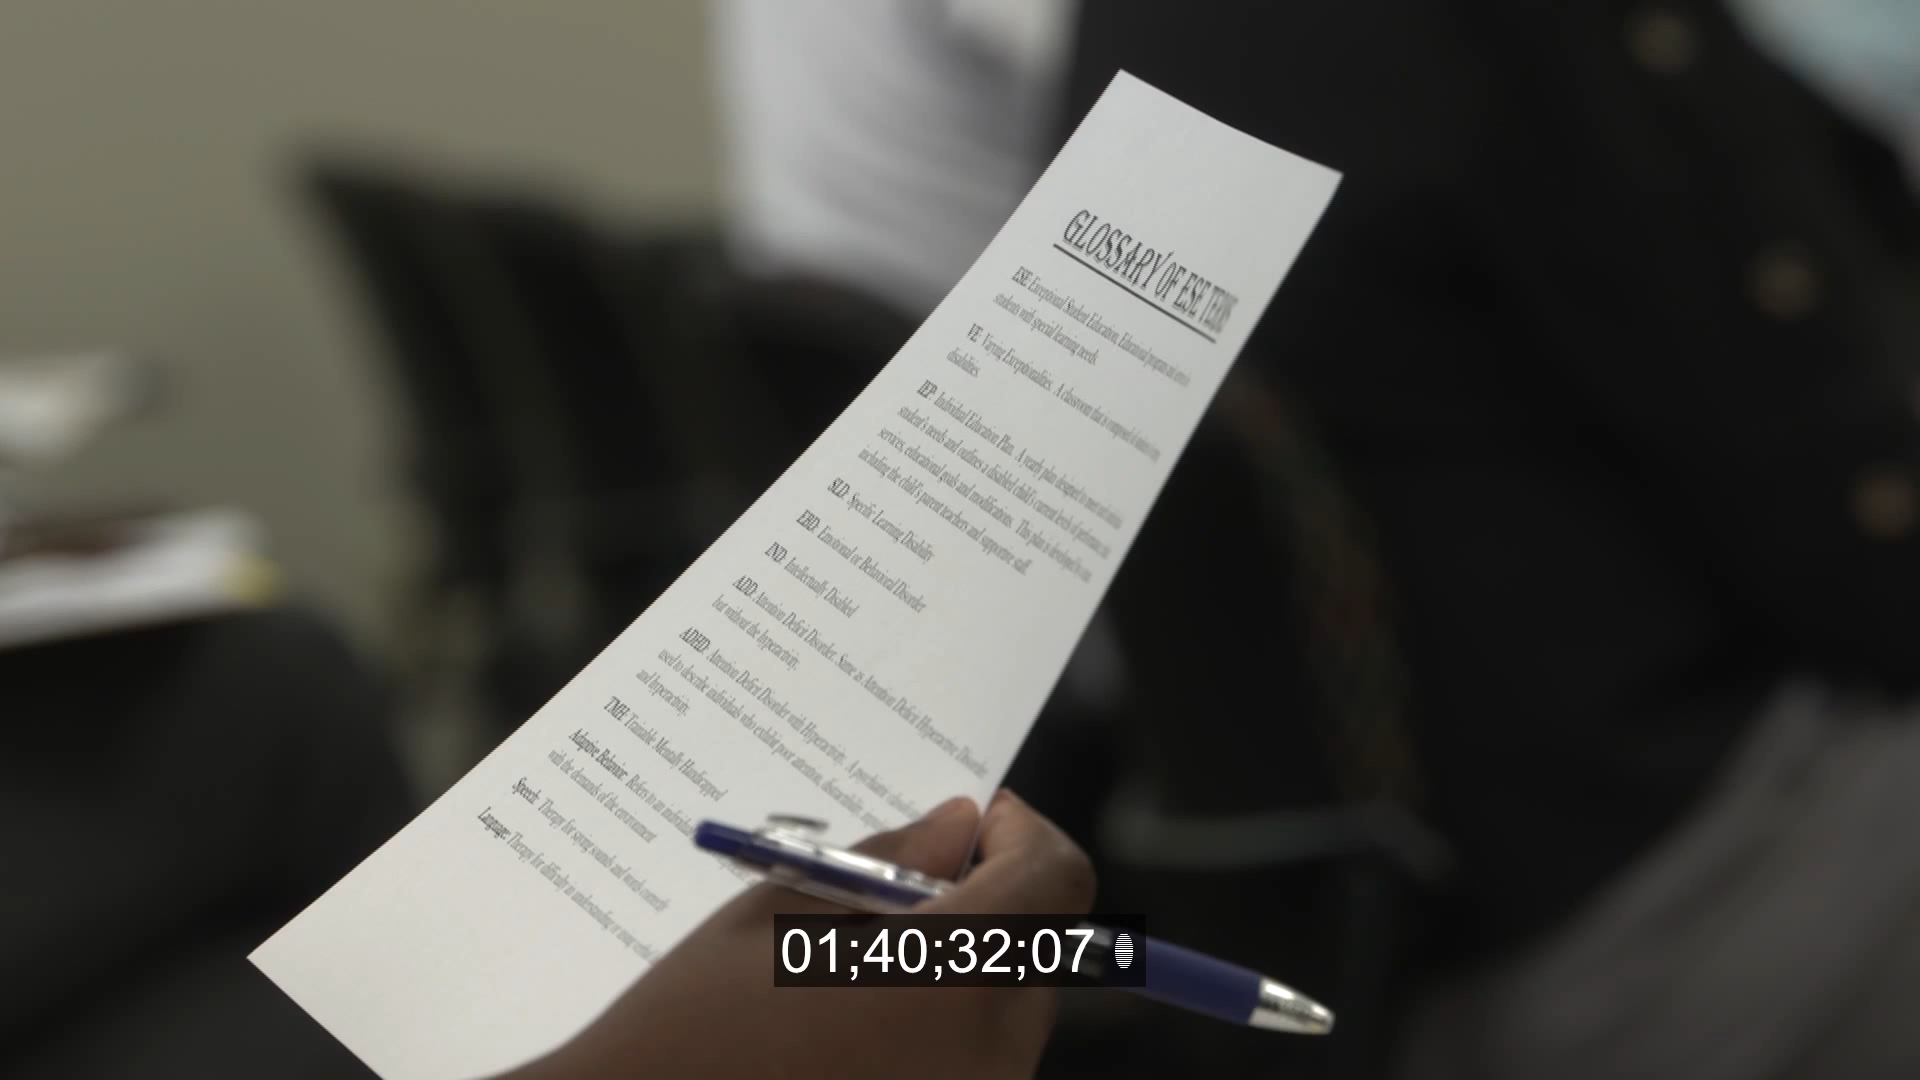 GLOSSARY OF ESE TERMS
ESE: Exceptional Student Education, Educational program and
students with special learning needs.
VE: Varying Exceptionalities. A classroom that is composed of
disabilities.
IEP: Individual Education Plan. A yearly plan designed to meet
student's needs and outlines a disabled child's current levels of performance,
services, educational goals and modifications. This plan is developed by
including the child's parent teachers and supportive staff.
SLD: Specific Learning Disability
EBD: Emotional or Behavioral Disorder
IND: Intellectually Disabled
ADD: Attention Deficit Disorder. Same as Attention Deficit Hyperactive Disorder
but without the hyperactivity.
ADHD: Attention Deficit Disorder with Hyperactivity. A psychiatric
used to describe individuals who exhibit poor attention, distractibility,
and hyperactivity.
TMH: Trainable Mentally Handicapped
Adaptive Behavior: Refers to an individual
with the demands of the environment
Speech: Therapy for saying sounds and words correctly
Language: Therapy for difficulty in understanding or using
01;40;32;07